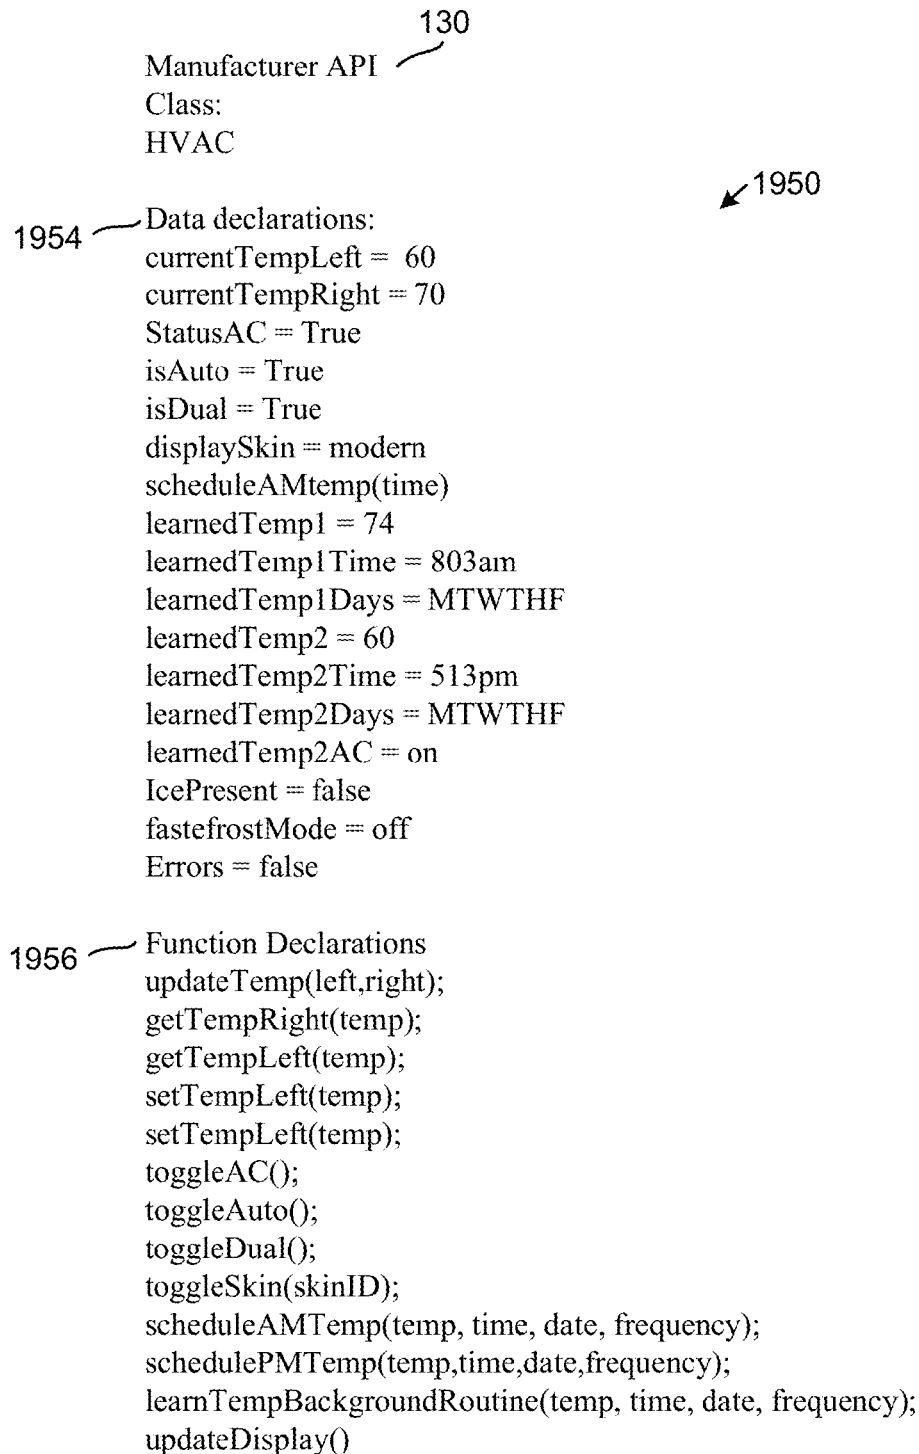 130
Manufacturer API
Class:
HVAC
1950
1954
Data declarations:
currentTempLeft = 60
currentTempRight = 70
StatusAC = True
isAuto = True
isDual = True
displaySkin = modern
scheduleAMtemp(time)
learnedTemp1 = 74
learnedTemp1Time = 803am
learnedTemp1Days = MTWTHF
learnedTemp2 = 60
learnedTemp2Time = 513pm
learnedTemp2Days = MTWTHF
learnedTemp2AC = on
IcePresent = false
fastefrostMode = off
Errors = false
1956
Function Declarations
updateTemp(left,right);
getTempRight(temp);
getTempLeft(temp);
setTempLeft(temp);
setTempLeft(temp);
toggleAC();
toggleAuto();
toggleDual();
toggleSkin(skinID);
scheduleAMTemp(temp, time, date, frequency);
schedulePMTemp(temp,time,date,frequency);
learnTempBackgroundRoutine(temp, time, date, frequency);
updateDisplay()